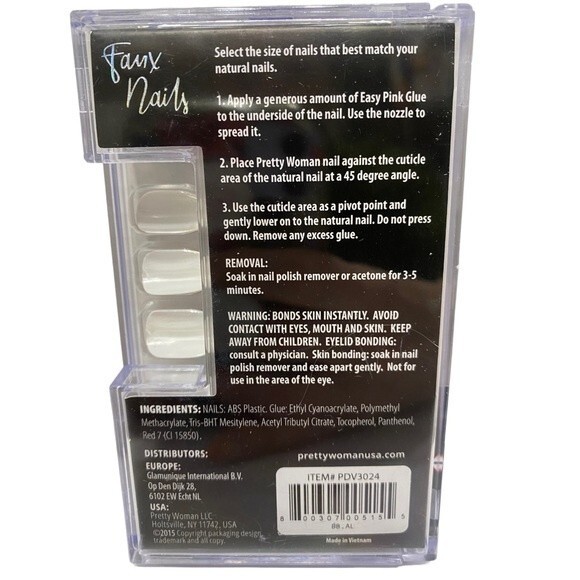 Faux
Nails
Select the size of nails that best match your
natural nails.
1. Apply a generous amount of Easy Pink Glue
to the underside of the nail. Use the nozzle to
spread it.
2. Place Pretty Woman nail against the cuticle
area of the natural nail at a 45 degree angle.
3. Use the cuticle area as a pivot point and
gently lower on to the natural nail. Do not press
down. Remove any excess glue.
REMOVAL:
Soak in nail polish remover or acetone for 3-5
minutes.
WARNING: BONDS SKIN INSTANTLY. AVOID
CONTACT WITH EYES, MOUTH AND SKIN. KEEP
AWAY FROM CHILDREN. EYELID BONDING:
consult a physician. Skin bonding: soak in nail
polish remover and ease apart gently. Not for
use in the area of the eye.
INGREDIENTS: NAILS: ABS Plastic. Glue: Ethyl Cyanoacrylate, Polymethyl
Methacrylate, Tris-BHT Mesitylene, Acetyl Tributyl Citrate, Tocopherol, Panthenol,
Red 7 (CI 15850).
DISTRIBUTORS:
EUROPE:
Glamunique International B.V.
Op Den Dijk 28,
6102 EW Echt NL
USA:
Pretty Woman LLC
Holtsville, NY 11742, USA
©2015 Copyright packaging design,
trademark and all copy.
prettywomanusa.com
ITEM# PDV3024
8 00307 00515 5
BB, AL
Made in Vietnam